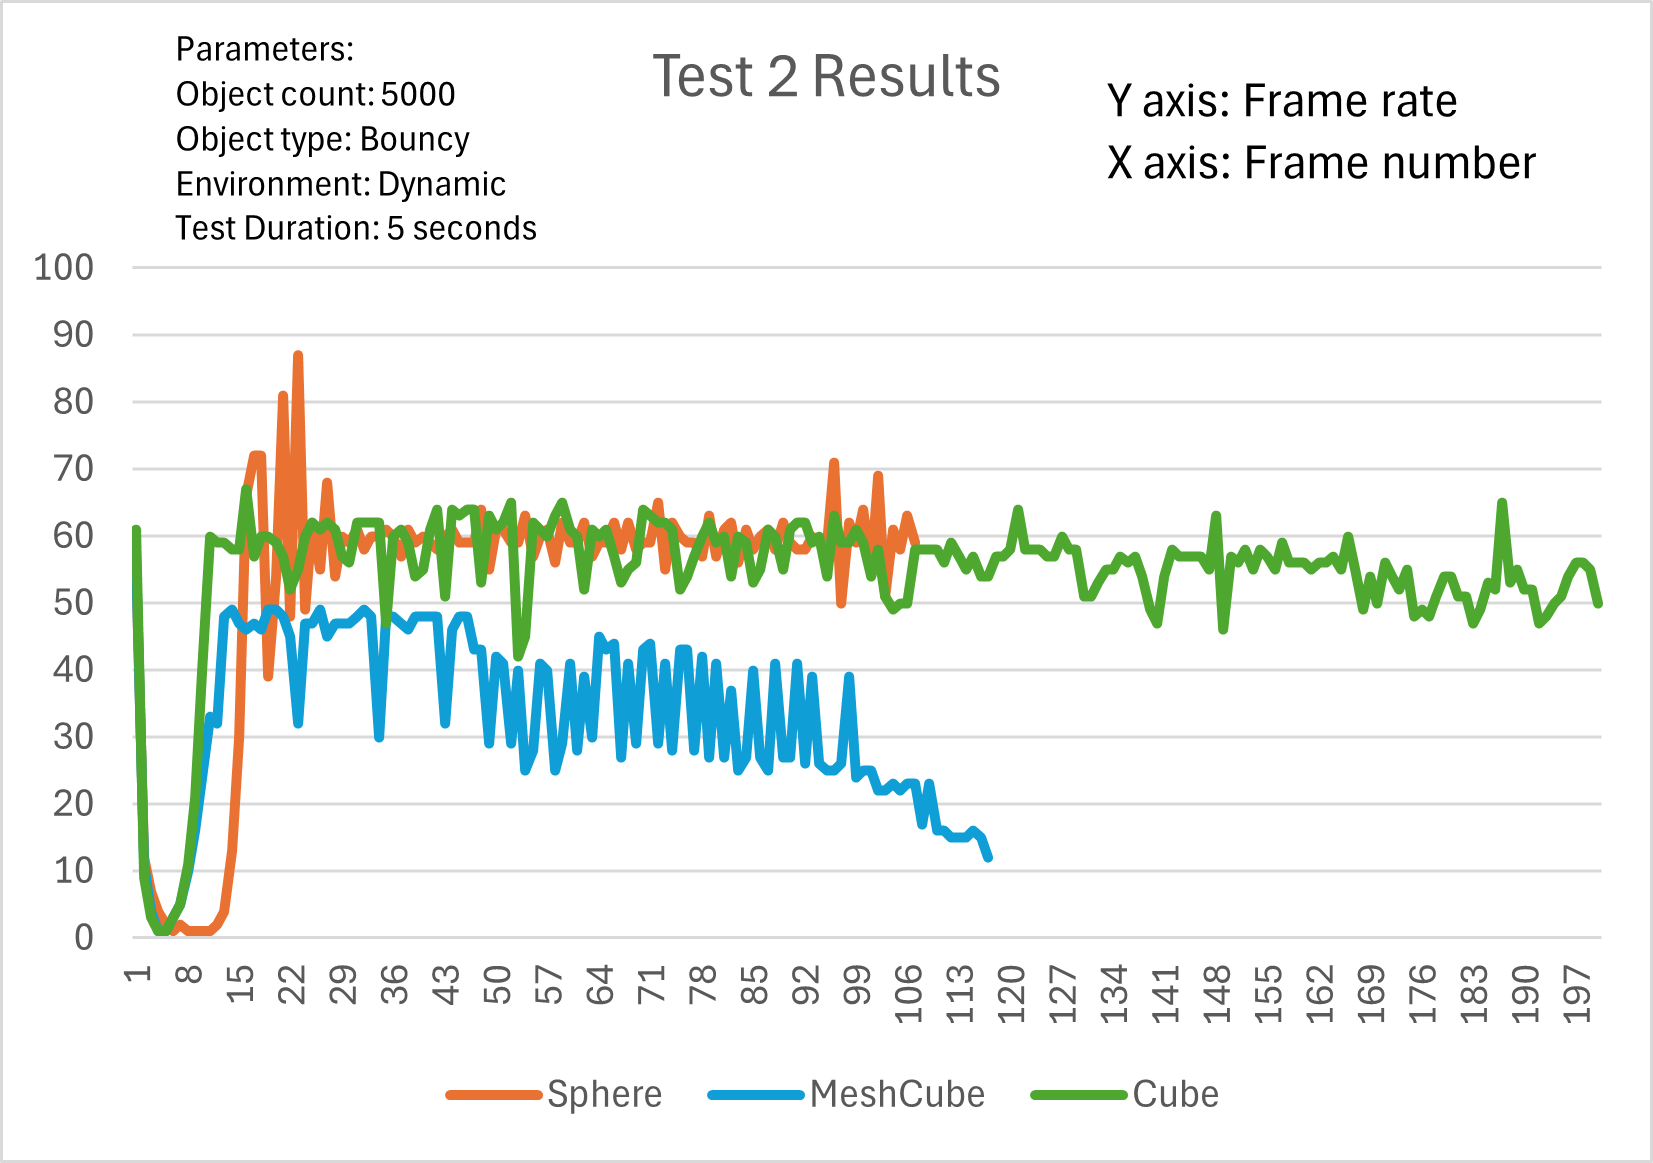 Parameters:
Object count: 5000
Object type: Bouncy
Environment: Dynamic
Test Duration: 5 seconds
Test 2 Results
Y axis: Frame rate
X axis: Frame number
100
90
80
70
60
50
40
30
20
10
0
1 8 15 22 29 36 43 50 57 64 71 78 85 92 99 106 113 120 127 134 141 148 155 162 169 176 183 190 197
Sphere MeshCube Cube